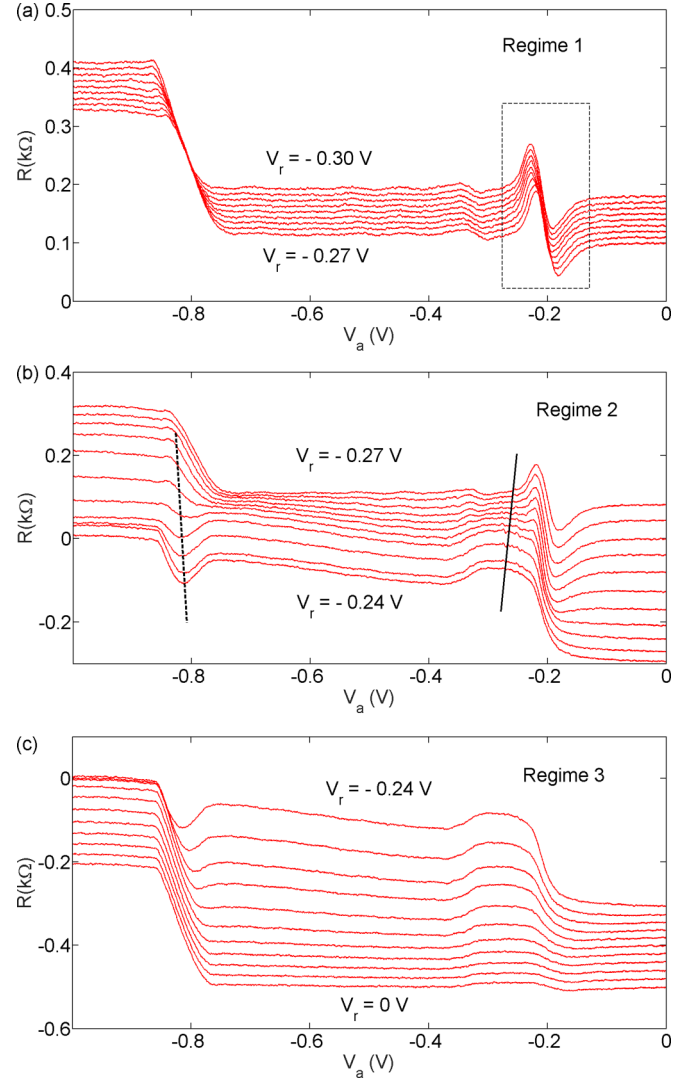 (a)
0.5
0.4
0.3
0.2
0.1
0
R(kΩ)
Regime 1
V_r = - 0.30 V
V_r = - 0.27 V
-0.8 -0.6 -0.4 -0.2 0
V_a (V)
(b)
0.4
0.2
0
-0.2
R(kΩ)
Regime 2
V_r = - 0.27 V
V_r = - 0.24 V
-0.8 -0.6 -0.4 -0.2 0
V_a (V)
(c)
0
-0.2
-0.4
-0.6
R(kΩ)
Regime 3
V_r = - 0.24 V
V_r = 0 V
-0.8 -0.6 -0.4 -0.2 0
V_a (V)